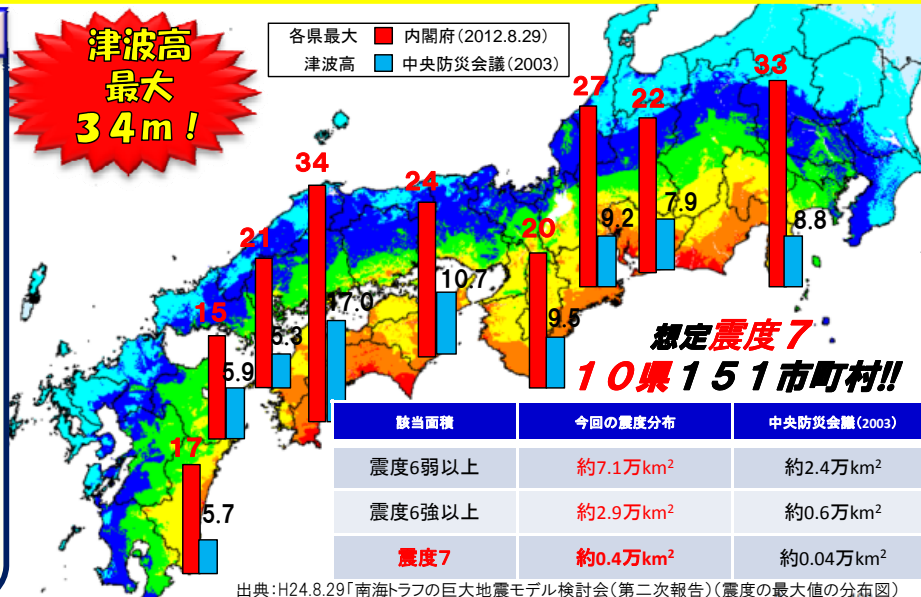 津波高
最大
34m!
各県最大 内閣府(2012.8.29)
津波高 中央防災会議(2003)
27
22
33
34
24
9.2
7.9
8.8
21
20
10.7
15
17.0
9.5
5.3
5.9
17
5.7
想定震度7
10県151市町村!!
該当面積 今回の震度分布 中央防災会議(2003)
震度6弱以上 約7.1万km² 約2.4万km²
震度6強以上 約2.9万km² 約0.6万km²
震度7 約0.4万km² 約0.04万km²
出典:H24.8.29「南海トラフの巨大地震モデル検討会(第二次報告)(震度の最大値の分布図)